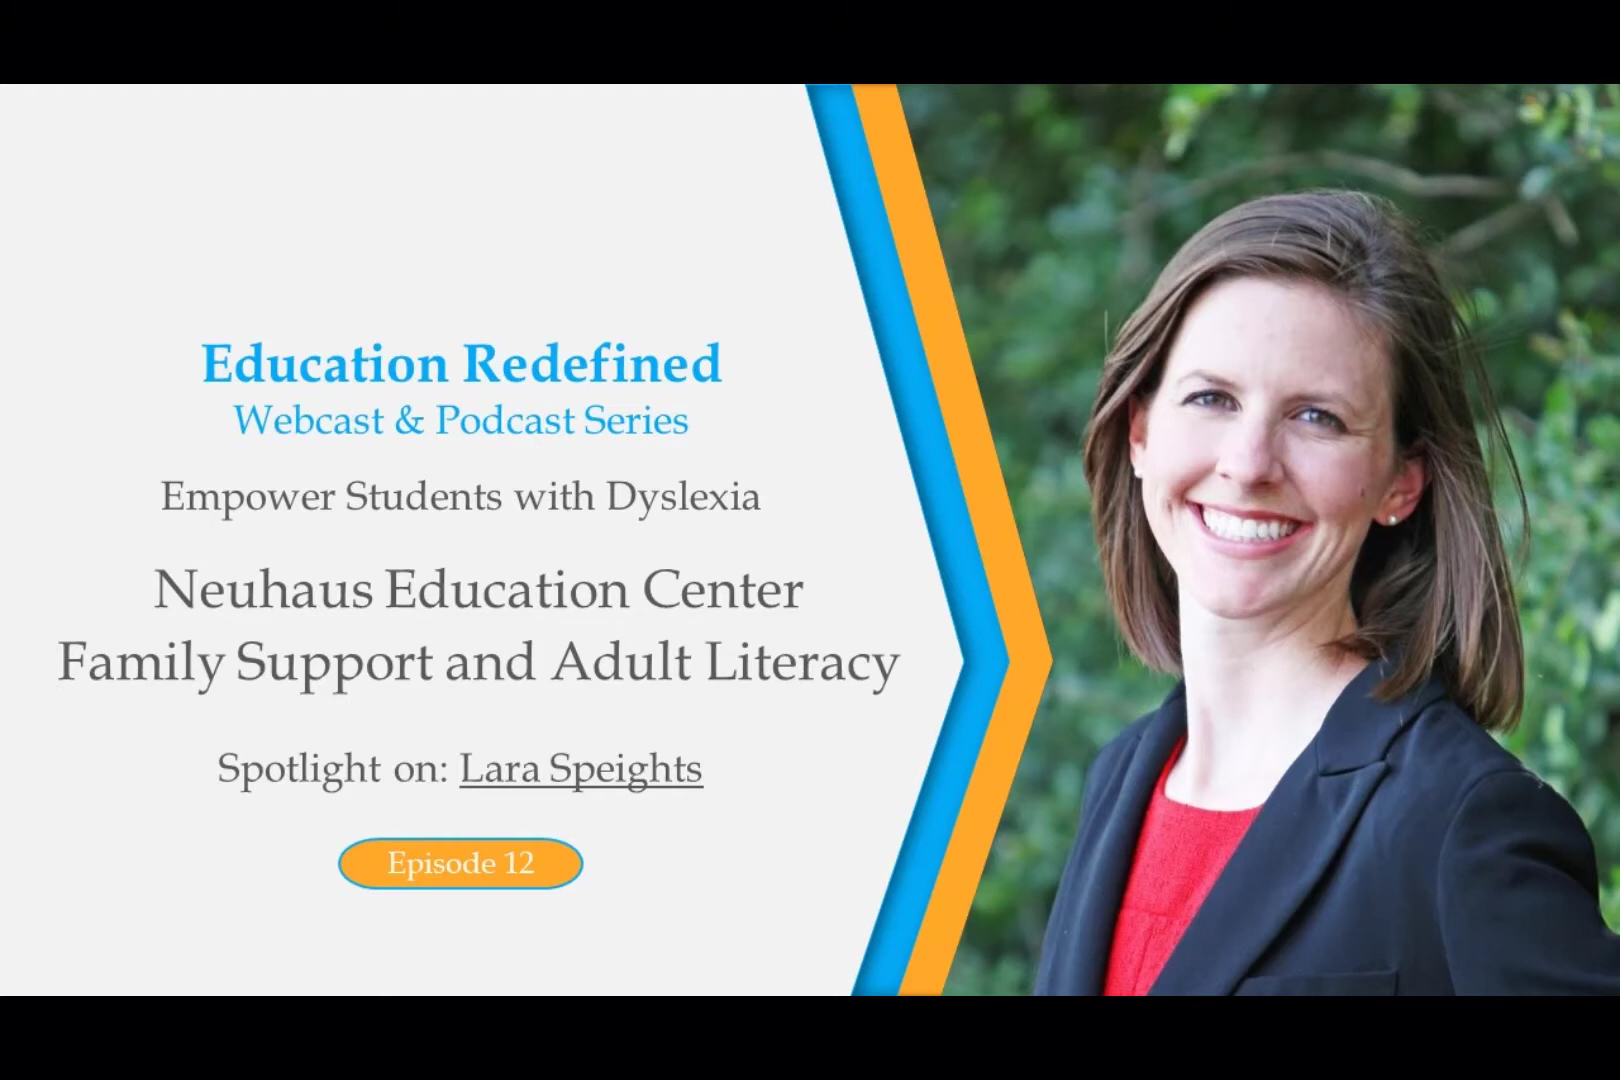 Education Redefined
Webcast & Podcast Series
Empower Students with Dyslexia
Neuhaus Education Center
Family Support and Adult Literacy
Spotlight on: Lara Speights
Episode 12